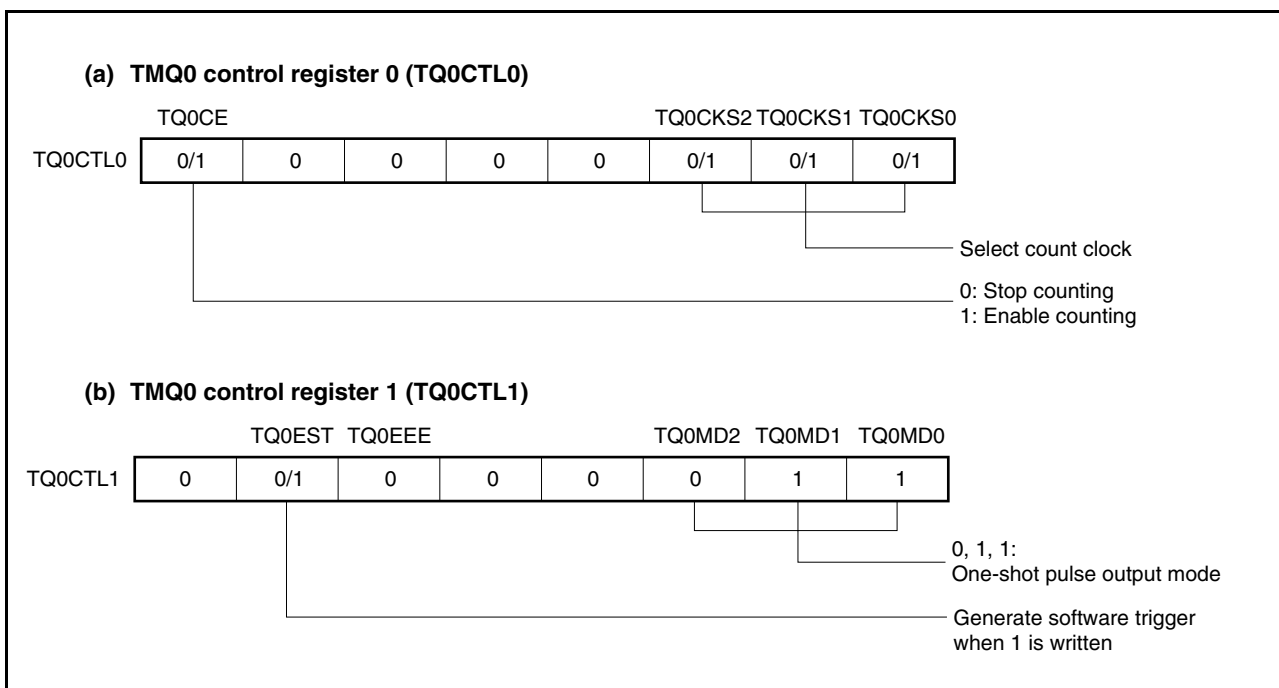 (a) TMQ0 control register 0 (TQ0CTL0)
TQ0CE TQ0CKS2 TQ0CKS1 TQ0CKS0
TQ0CTL0 0/1 0 0 0 0 0/1 0/1 0/1
Select count clock
0: Stop counting
1: Enable counting
(b) TMQ0 control register 1 (TQ0CTL1)
TQ0EST TQ0EEE TQ0MD2 TQ0MD1 TQ0MD0
TQ0CTL1 0 0/1 0 0 0 0 1 1
0, 1, 1:
One-shot pulse output mode
Generate software trigger
when 1 is written